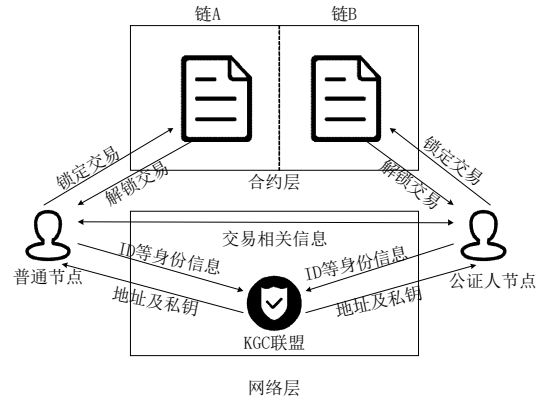 链A
链B
锁定交易
解锁交易
解锁交易
锁定交易
合约层
交易相关信息
普通节点
ID等身份信息
ID等身份信息
公证人节点
地址及私钥
地址及私钥
KGC联盟
网络层